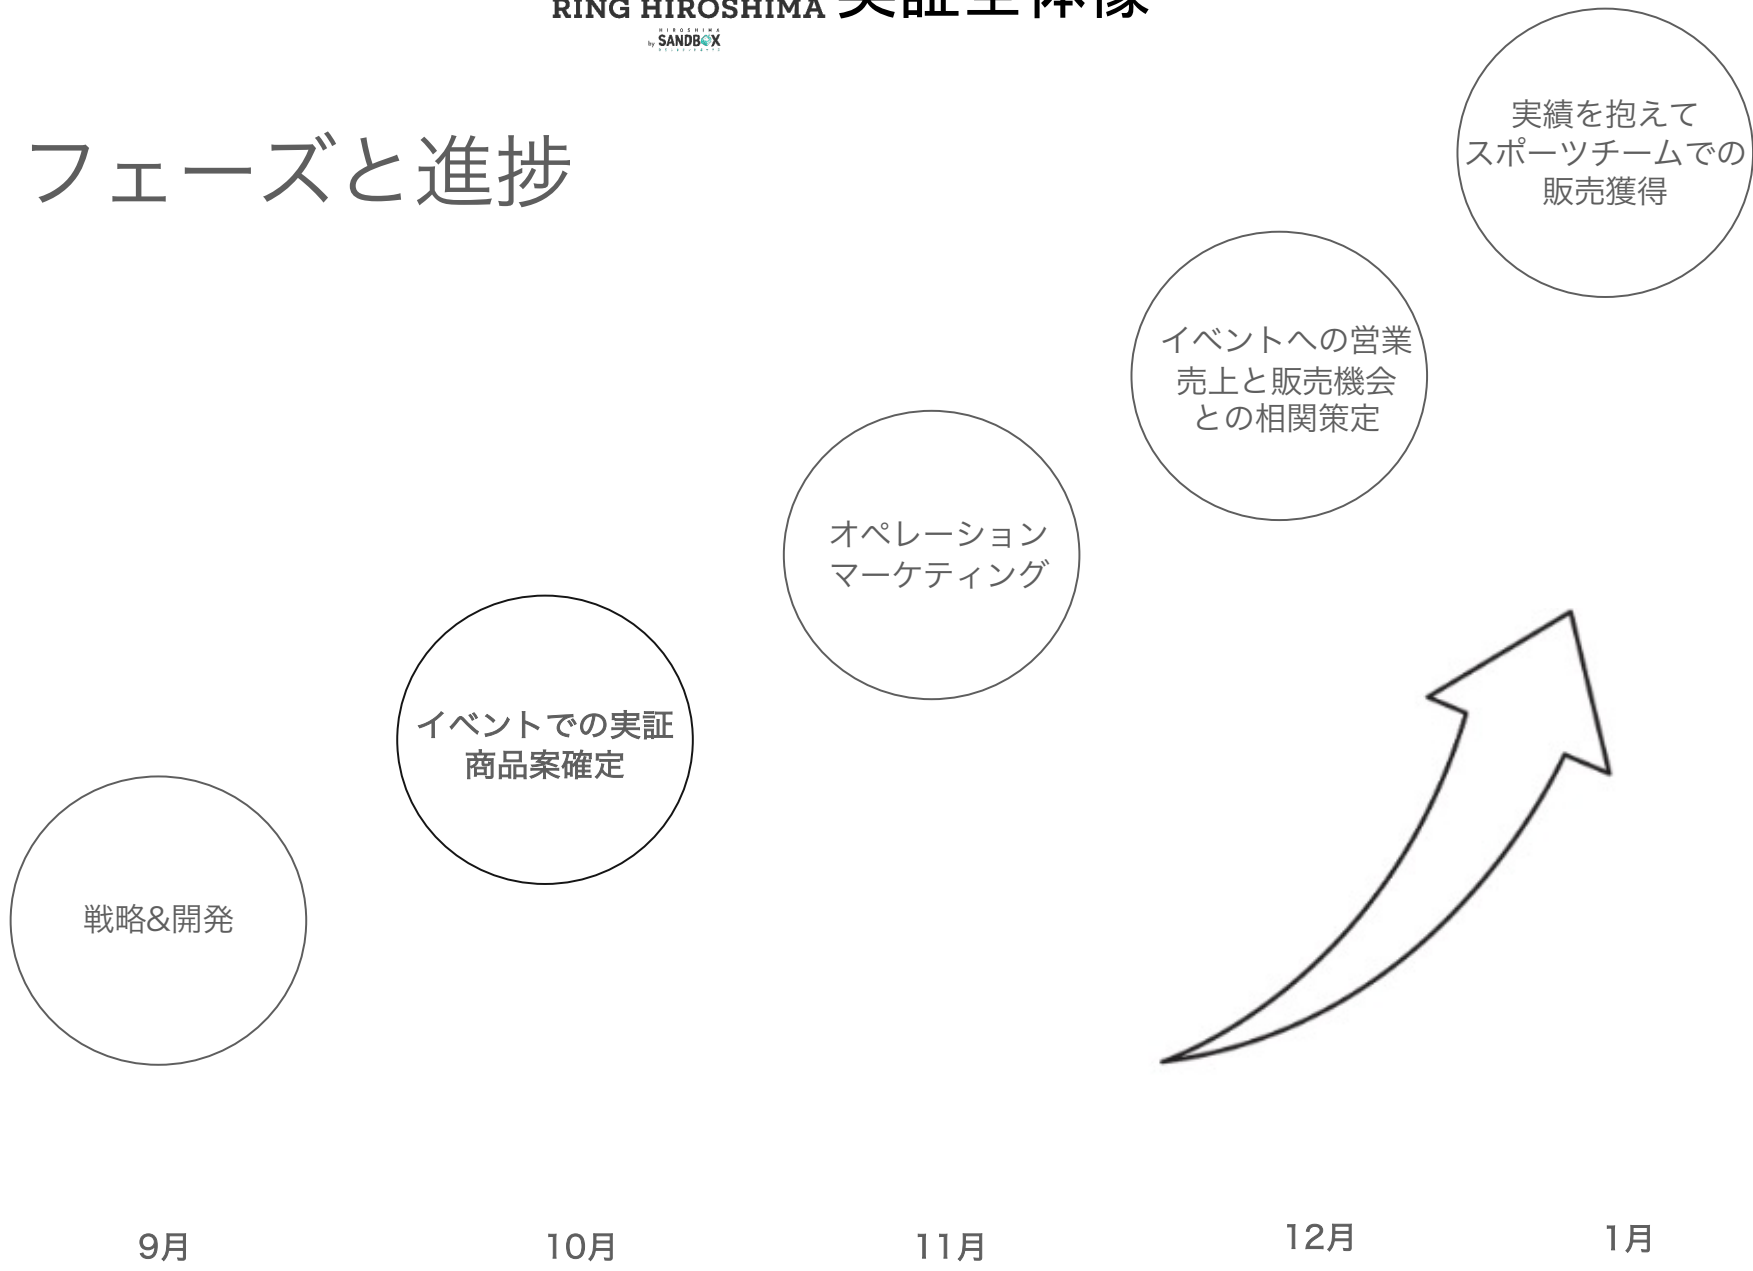 RING HIROSHIMA 実証全体像
HIROSHIMA
by SANDBOX
フェーズと進捗
実績を抱えて
スポーツチームでの
販売獲得
イベントへの営業
売上と販売機会
との相関策定
オペレーション
マーケティング
イベントでの実証
商品案確定
戦略&開発
9月
10月
11月
12月
1月